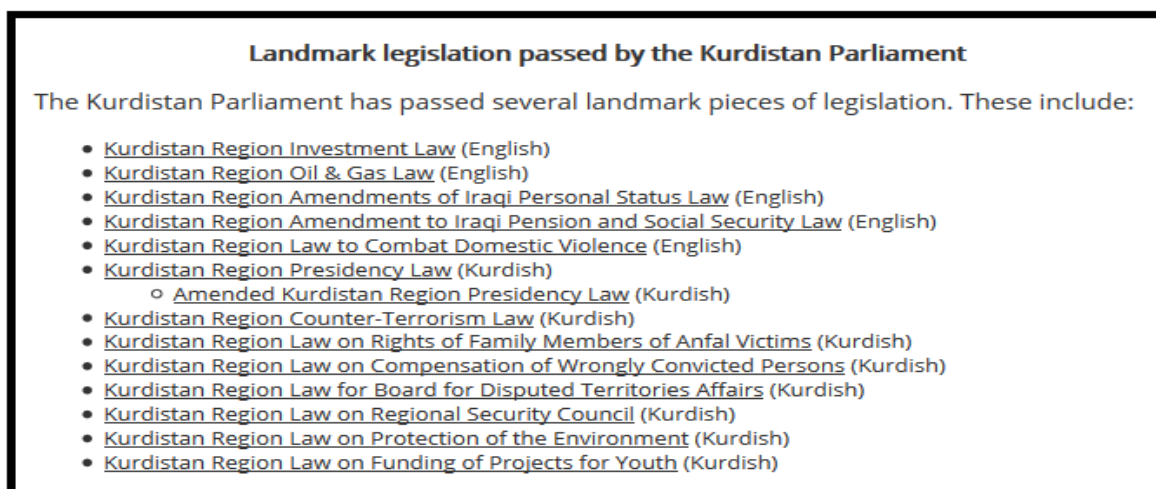 Landmark legislation passed by the Kurdistan Parliament
The Kurdistan Parliament has passed several landmark pieces of legislation. These include:
• Kurdistan Region Investment Law (English)
• Kurdistan Region Oil & Gas Law (English)
• Kurdistan Region Amendments of Iraqi Personal Status Law (English)
• Kurdistan Region Amendment to Iraqi Pension and Social Security Law (English)
• Kurdistan Region Law to Combat Domestic Violence (English)
• Kurdistan Region Presidency Law (Kurdish)
o Amended Kurdistan Region Presidency Law (Kurdish)
• Kurdistan Region Counter-Terrorism Law (Kurdish)
• Kurdistan Region Law on Rights of Family Members of Anfal Victims (Kurdish)
• Kurdistan Region Law on Compensation of Wrongly Convicted Persons (Kurdish)
• Kurdistan Region Law for Board for Disputed Territories Affairs (Kurdish)
• Kurdistan Region Law on Regional Security Council (Kurdish)
• Kurdistan Region Law on Protection of the Environment (Kurdish)
• Kurdistan Region Law on Funding of Projects for Youth (Kurdish)